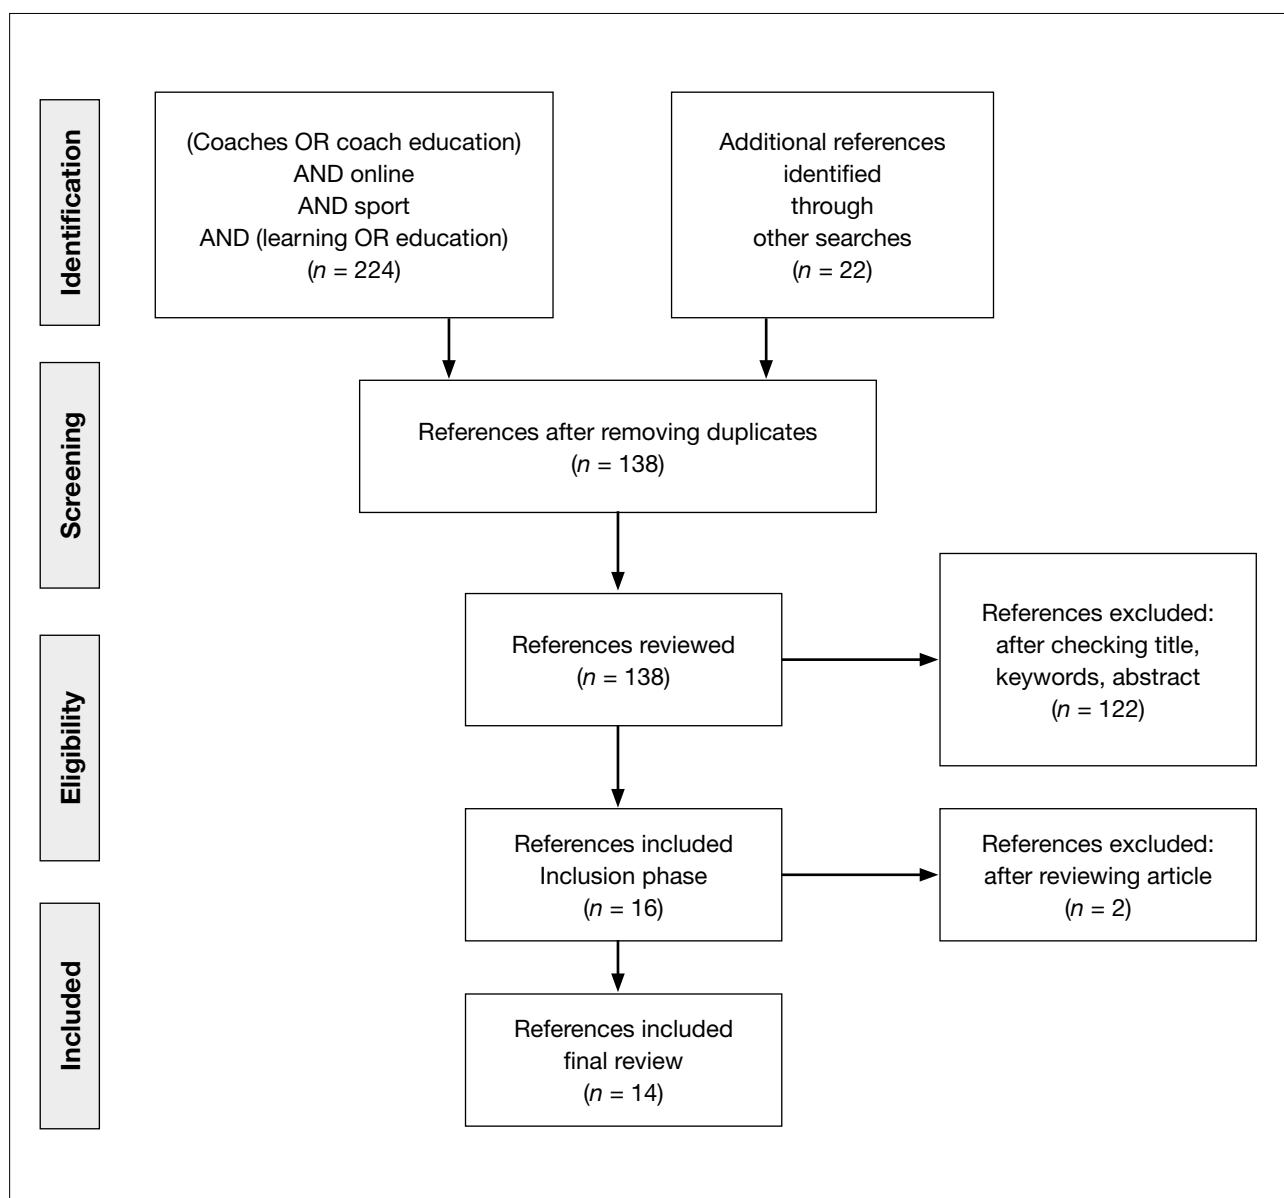 Identification
(Coaches OR coach education)
AND online
AND sport
AND (learning OR education)
(n = 224)
Additional references
identified
through
other searches
(n = 22)
Screening
References after removing duplicates
(n = 138)
References reviewed
(n = 138)
References excluded:
after checking title,
keywords, abstract
(n = 122)
Eligibility
References included
Inclusion phase
(n = 16)
References excluded:
after reviewing article
(n = 2)
Included
References included
final review
(n = 14)